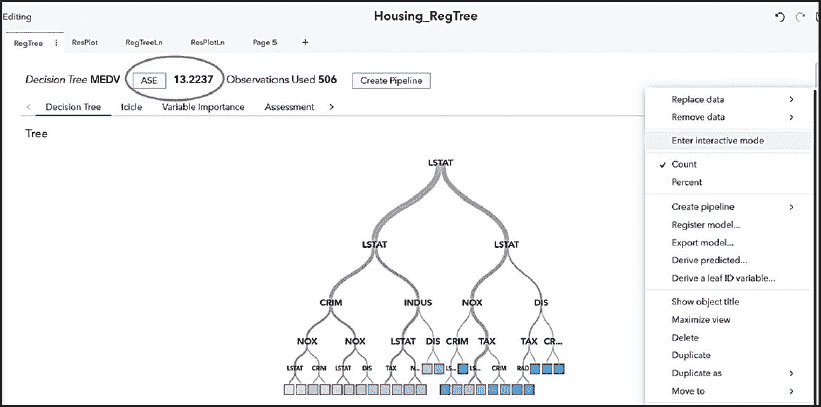 Editing
Housing_RegTree
RegTree ResPlot RegTreeLn ResPlotLn Page 5 +
Decision Tree MEDV ASE 13.2237 Observations Used 506 Create Pipeline
Decision Tree Icicle Variable Importance Assessment
Tree
Replace data
Remove data
Enter interactive mode
Count
Percent
Create pipeline
Register model...
Export model...
Derive predicted...
Derive a leaf ID variable...
Show object title
Maximize view
Delete
Duplicate
Duplicate as
Move to
LSTAT
LSTAT LSTAT
CRIM INDUS NOX DIS
NOX NOX LSTAT DIS CRIM TAX TAX CR...
LSTAT CRIM LSTAT DIS TAX N... LS... LS... CRIM RAD